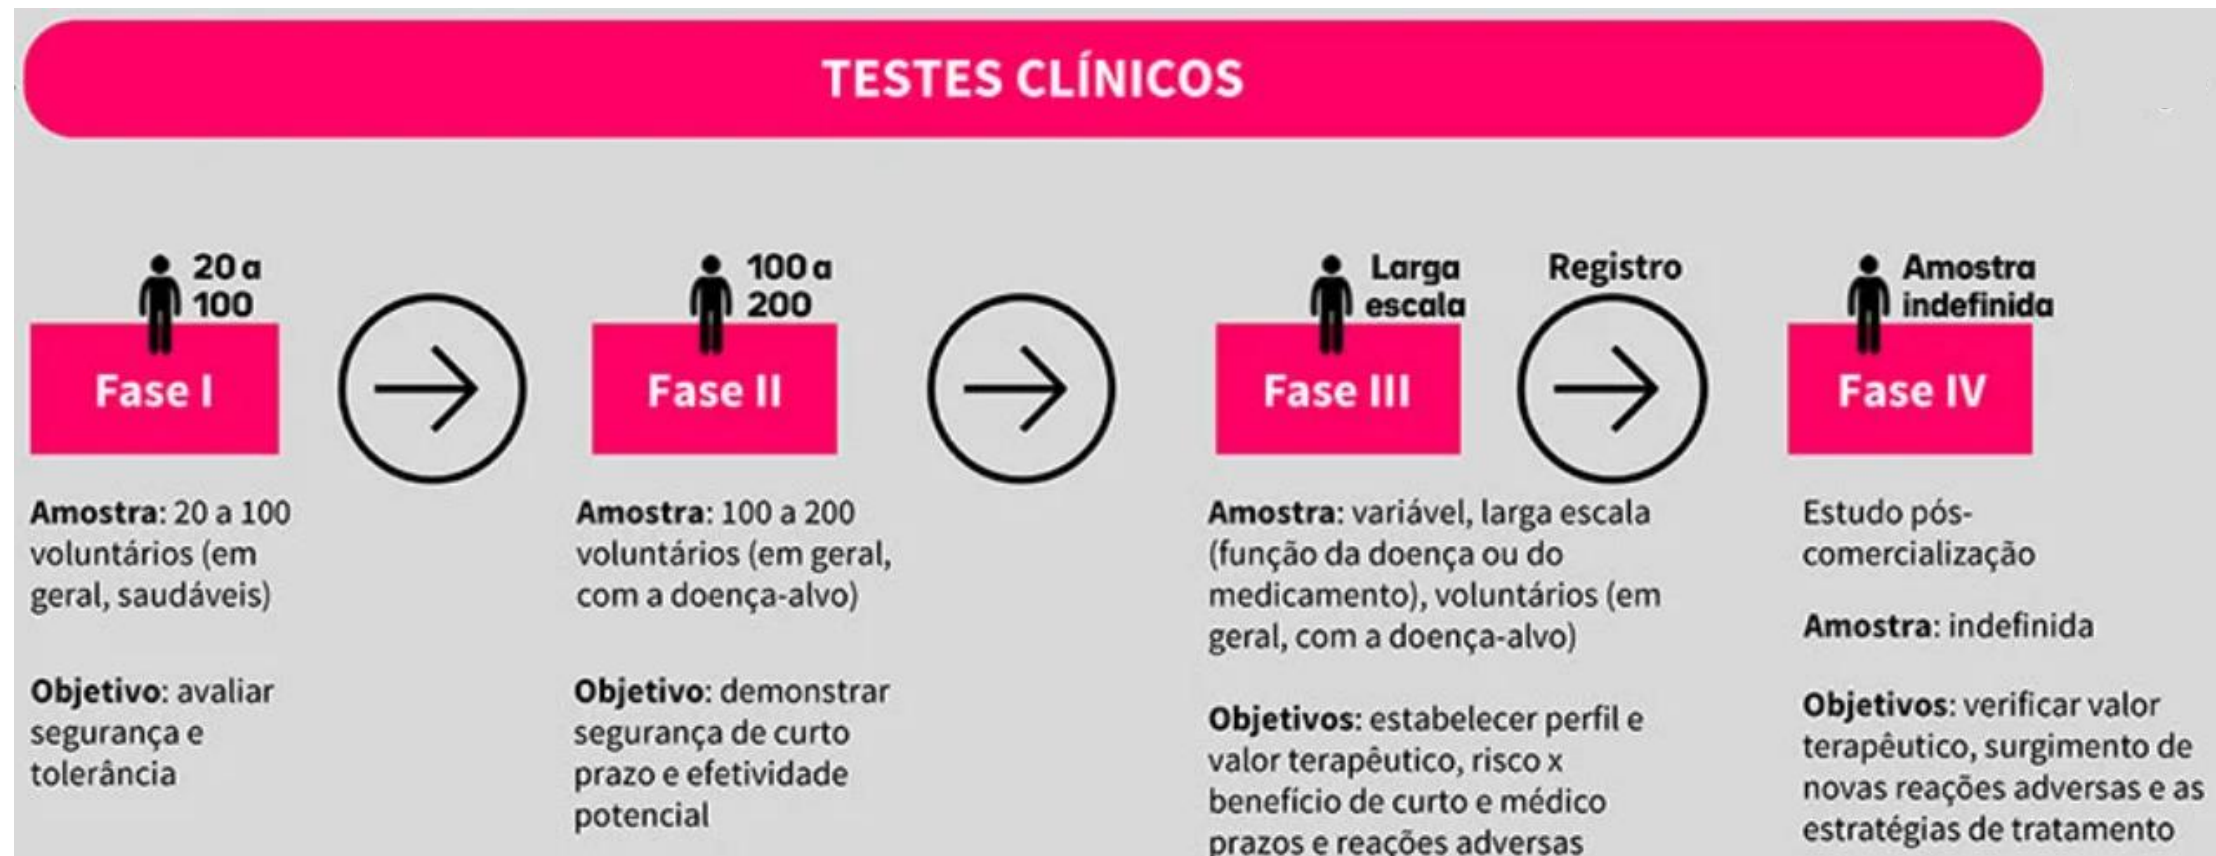 TESTES CLÍNICOS
20 a
100
Fase I
Amostra: 20 a 100
voluntários (em
geral, saudáveis)
Objetivo: avaliar
segurança e
tolerância
100 a
200
Fase II
Amostra: 100 a 200
voluntários (em geral,
com a doença-alvo)
Objetivo: demonstrar
segurança de curto
prazo e efetividade
potencial
Larga
escala
Fase III
Amostra: variável, larga escala
(função da doença ou do
medicamento), voluntários (em
geral, com a doença-alvo)
Objetivos: estabelecer perfil e
valor terapêutico, risco x
benefício de curto e médico
prazos e reações adversas
Registro
Amostra
indefinida
Fase IV
Estudo pós-
comercialização
Amostra: indefinida
Objetivos: verificar valor
terapêutico, surgimento de
novas reações adversas e as
estratégias de tratamento